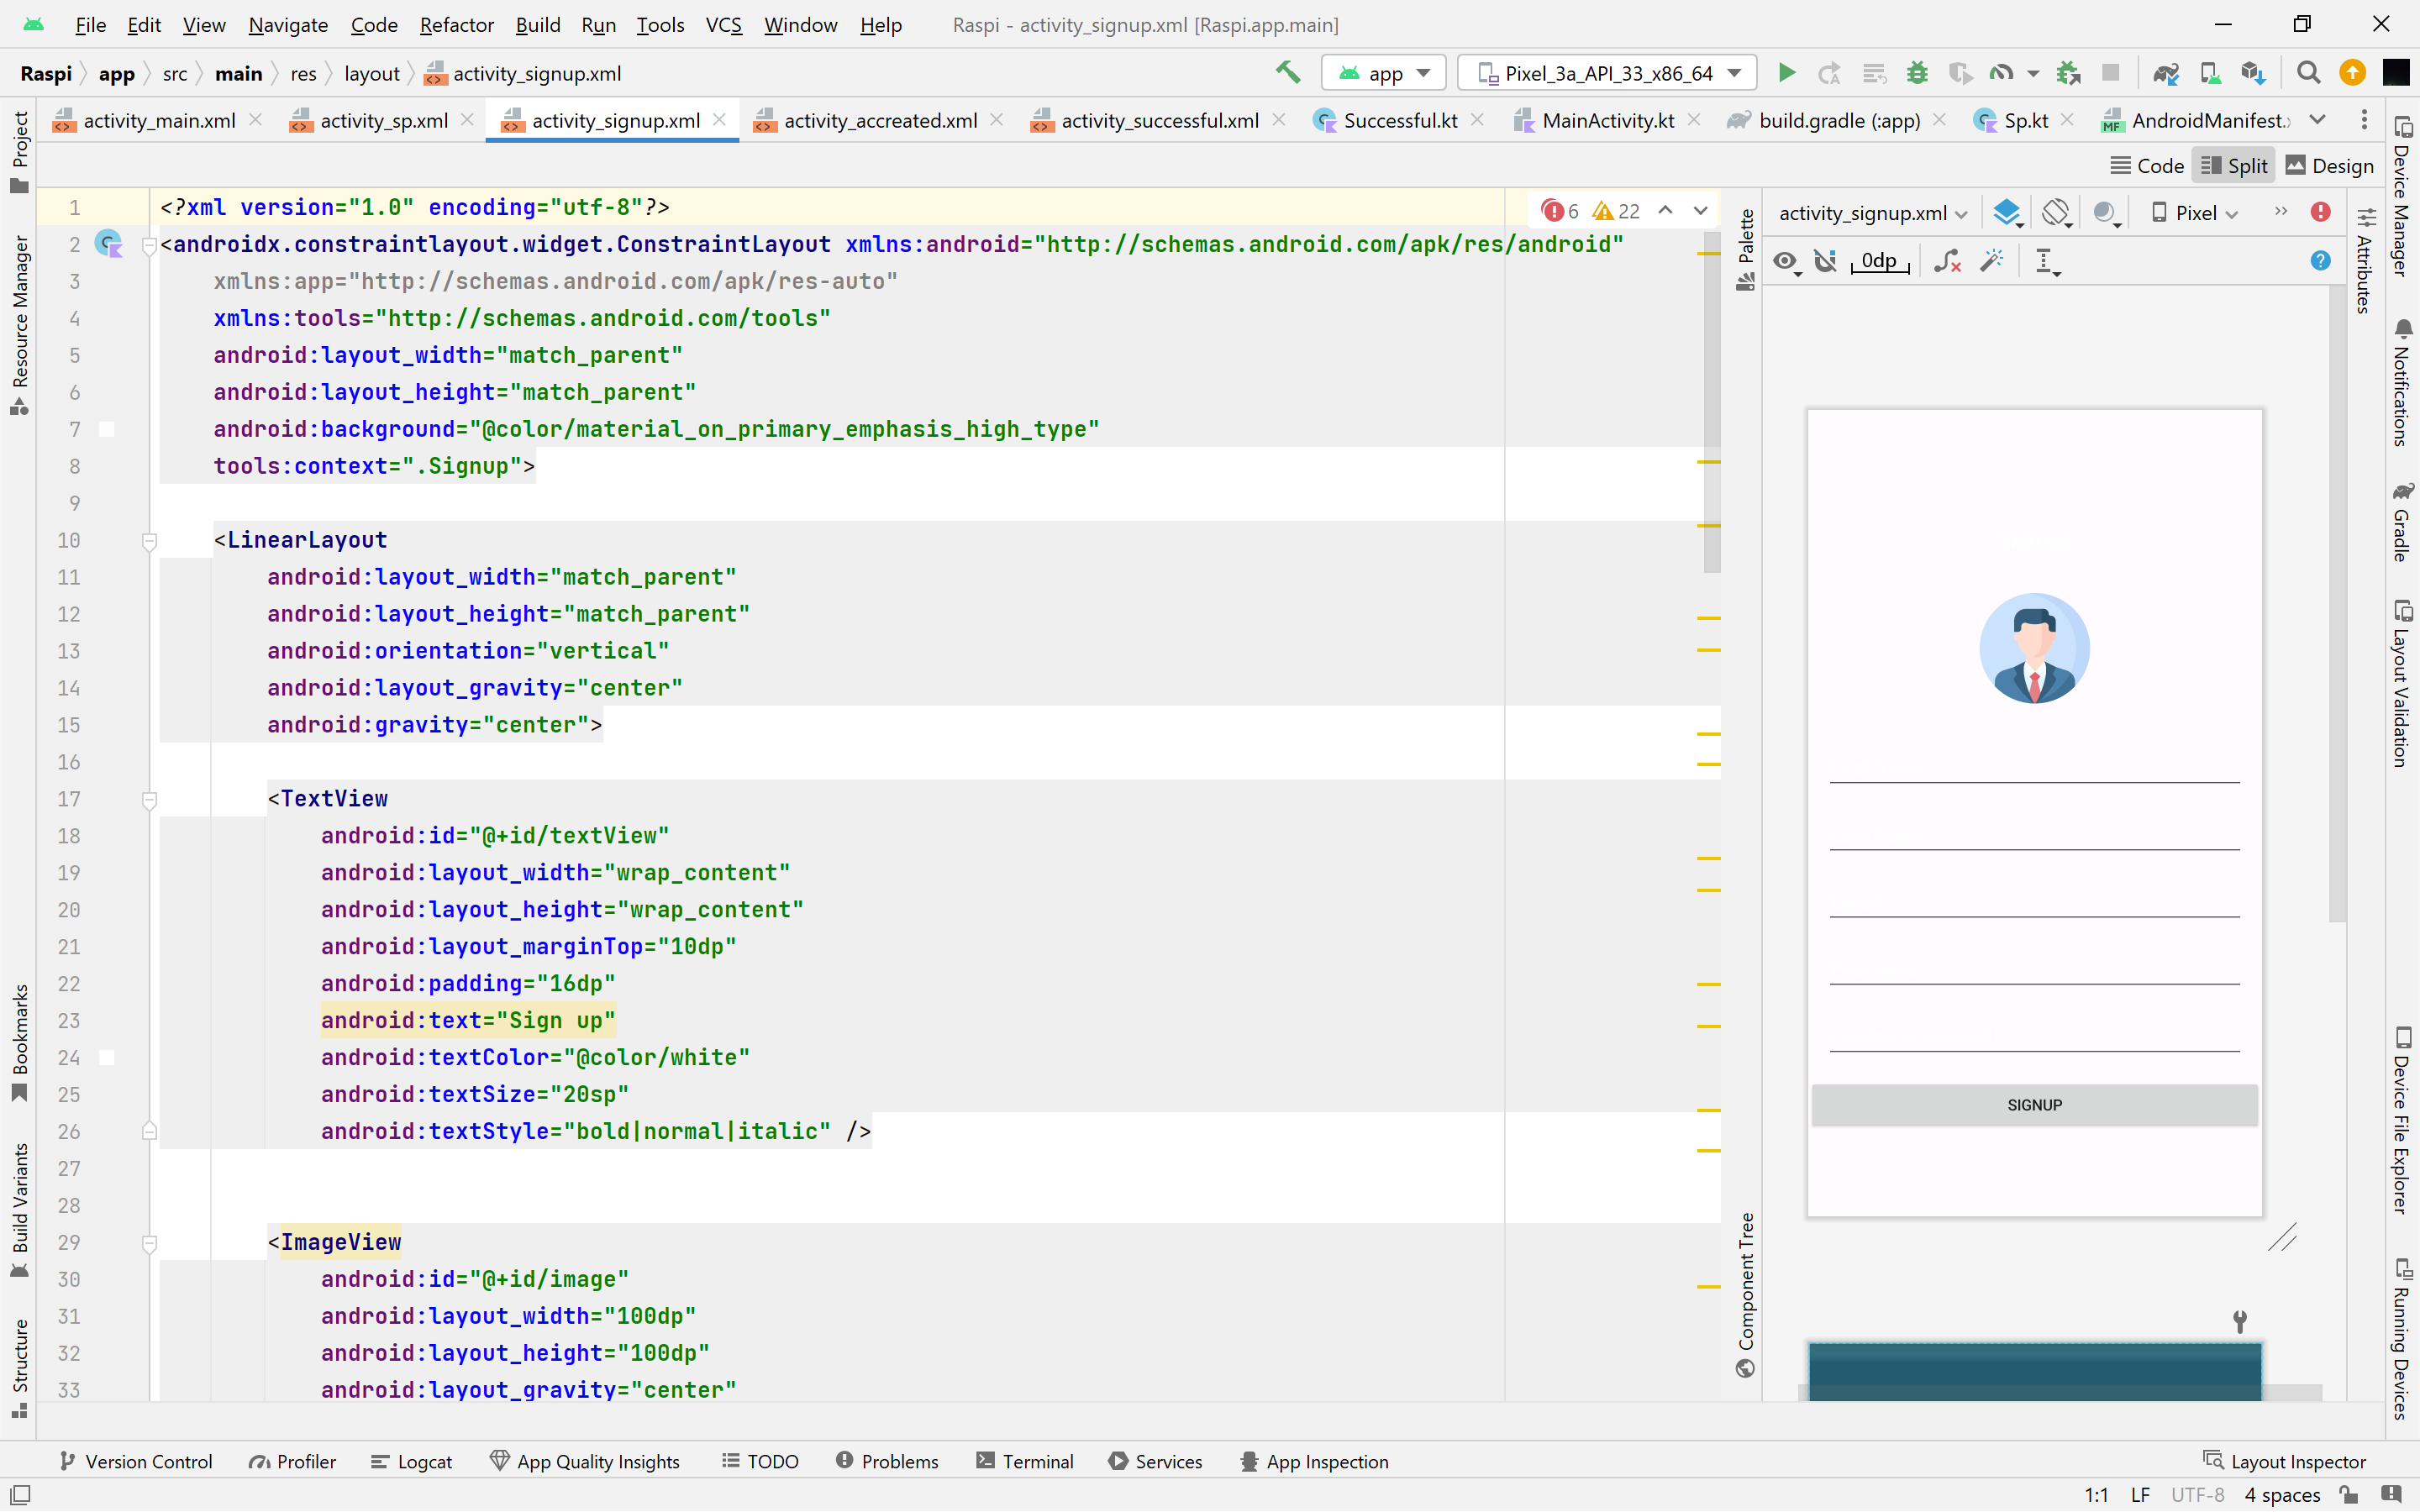 File Edit View Navigate Code Refactor Build Run Tools VCS Window Help Raspi - activity_signup.xml [Raspi.app.main]
Raspi app src main res layout activity_signup.xml app Pixel_3a_API_33_x86_64
activity_main.xml activity_sp.xml activity_signup.xml activity_accreated.xml activity_successful.xml Successful.kt MainActivity.kt build.gradle (:app) Sp.kt AndroidManifest.
Code Split Design
1 <?xml version="1.0" encoding="utf-8"?>
2 <androidx.constraintlayout.widget.ConstraintLayout xmlns:android="http://schemas.android.com/apk/res/android"
3 xmlns:app="http://schemas.android.com/apk/res-auto"
4 xmlns:tools="http://schemas.android.com/tools"
5 android:layout_width="match_parent"
6 android:layout_height="match_parent"
7 android:background="@color/material_on_primary_emphasis_high_type"
8 tools:context=".Signup">
9
10 <LinearLayout
11 android:layout_width="match_parent"
12 android:layout_height="match_parent"
13 android:orientation="vertical"
14 android:layout_gravity="center"
15 android:gravity="center">
16
17 <TextView
18 android:id="@+id/textView"
19 android:layout_width="wrap_content"
20 android:layout_height="wrap_content"
21 android:layout_marginTop="10dp"
22 android:padding="16dp"
23 android:text="Sign up"
24 android:textColor="@color/white"
25 android:textSize="20sp"
26 android:textStyle="bold|normal|italic" />
27
28
29 <ImageView
30 android:id="@+id/image"
31 android:layout_width="100dp"
32 android:layout_height="100dp"
33 android:layout_gravity="center"
6 22
activity_signup.xml Pixel
0dp
SIGNUP
Project
Resource Manager
Bookmarks
Build Variants
Structure
Palette
Component Tree
Attributes
Device Manager
Notifications
Gradle
Layout Validation
Device File Explorer
Running Devices
Version Control Profiler Logcat App Quality Insights TODO Problems Terminal Services App Inspection Layout Inspector
1:1 LF UTF-8 4 spaces